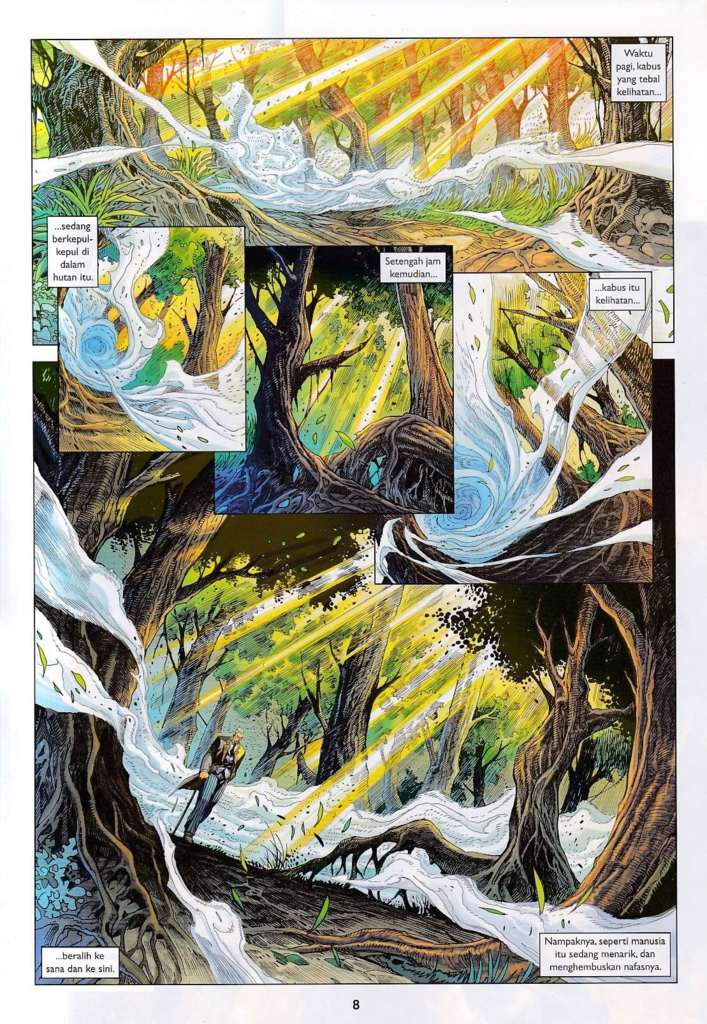 Waktu
pagi, kabus
yang tebal
kelihatan...
...sedang
berkepul-
kepul di
dalam
hutan itu.
Setengah jam
kemudian...
...kabus itu
kelihatan...
...beralih ke
sana dan ke sini.
Nampaknya, seperti manusia
itu sedang menarik, dan
menghembuskan nafasnya.
8